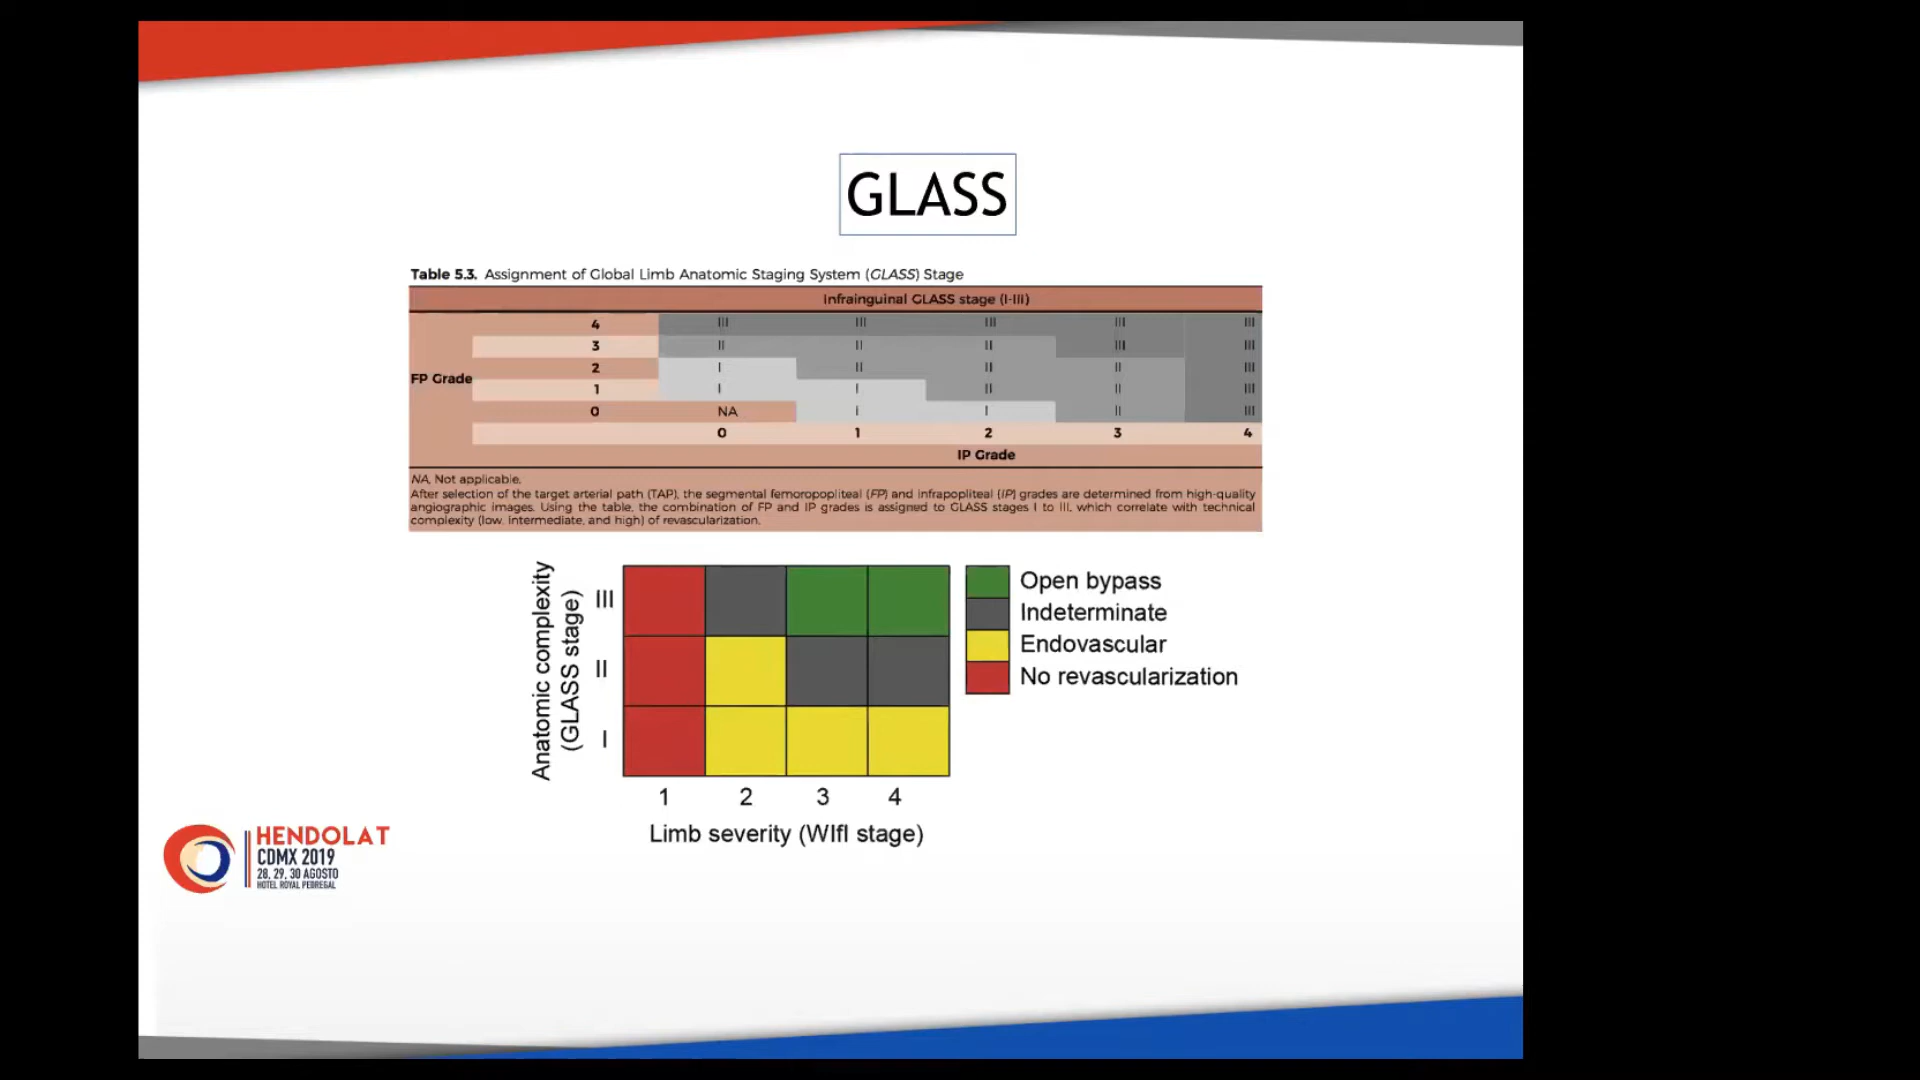 GLASS
Table 5.3. Assignment of Global Limb Anatomic Staging System (GLASS) Stage
Infrainguinal GLASS stage (I-III)
4 III III III III III
3 II II II III III
2 I II II II III
FP Grade
1 I I II II III
0 NA I I II III
0 1 2 3 4
IP Grade
NA, Not applicable.
After selection of the target arterial path (TAP), the segmental femoropopliteal (FP) and infrapopliteal (IP) grades are determined from high-quality
angiographic images. Using the table, the combination of FP and IP grades is assigned to GLASS stages I to III, which correlate with technical
complexity (low, intermediate, and high) of revascularization.
Anatomic complexity
(GLASS stage)
III
II
I
1 2 3 4
Limb severity (WIfI stage)
Open bypass
Indeterminate
Endovascular
No revascularization
HENDOLAT
CDMX 2019
28, 29, 30 AGOSTO
HOTEL ROYAL PEDREGAL